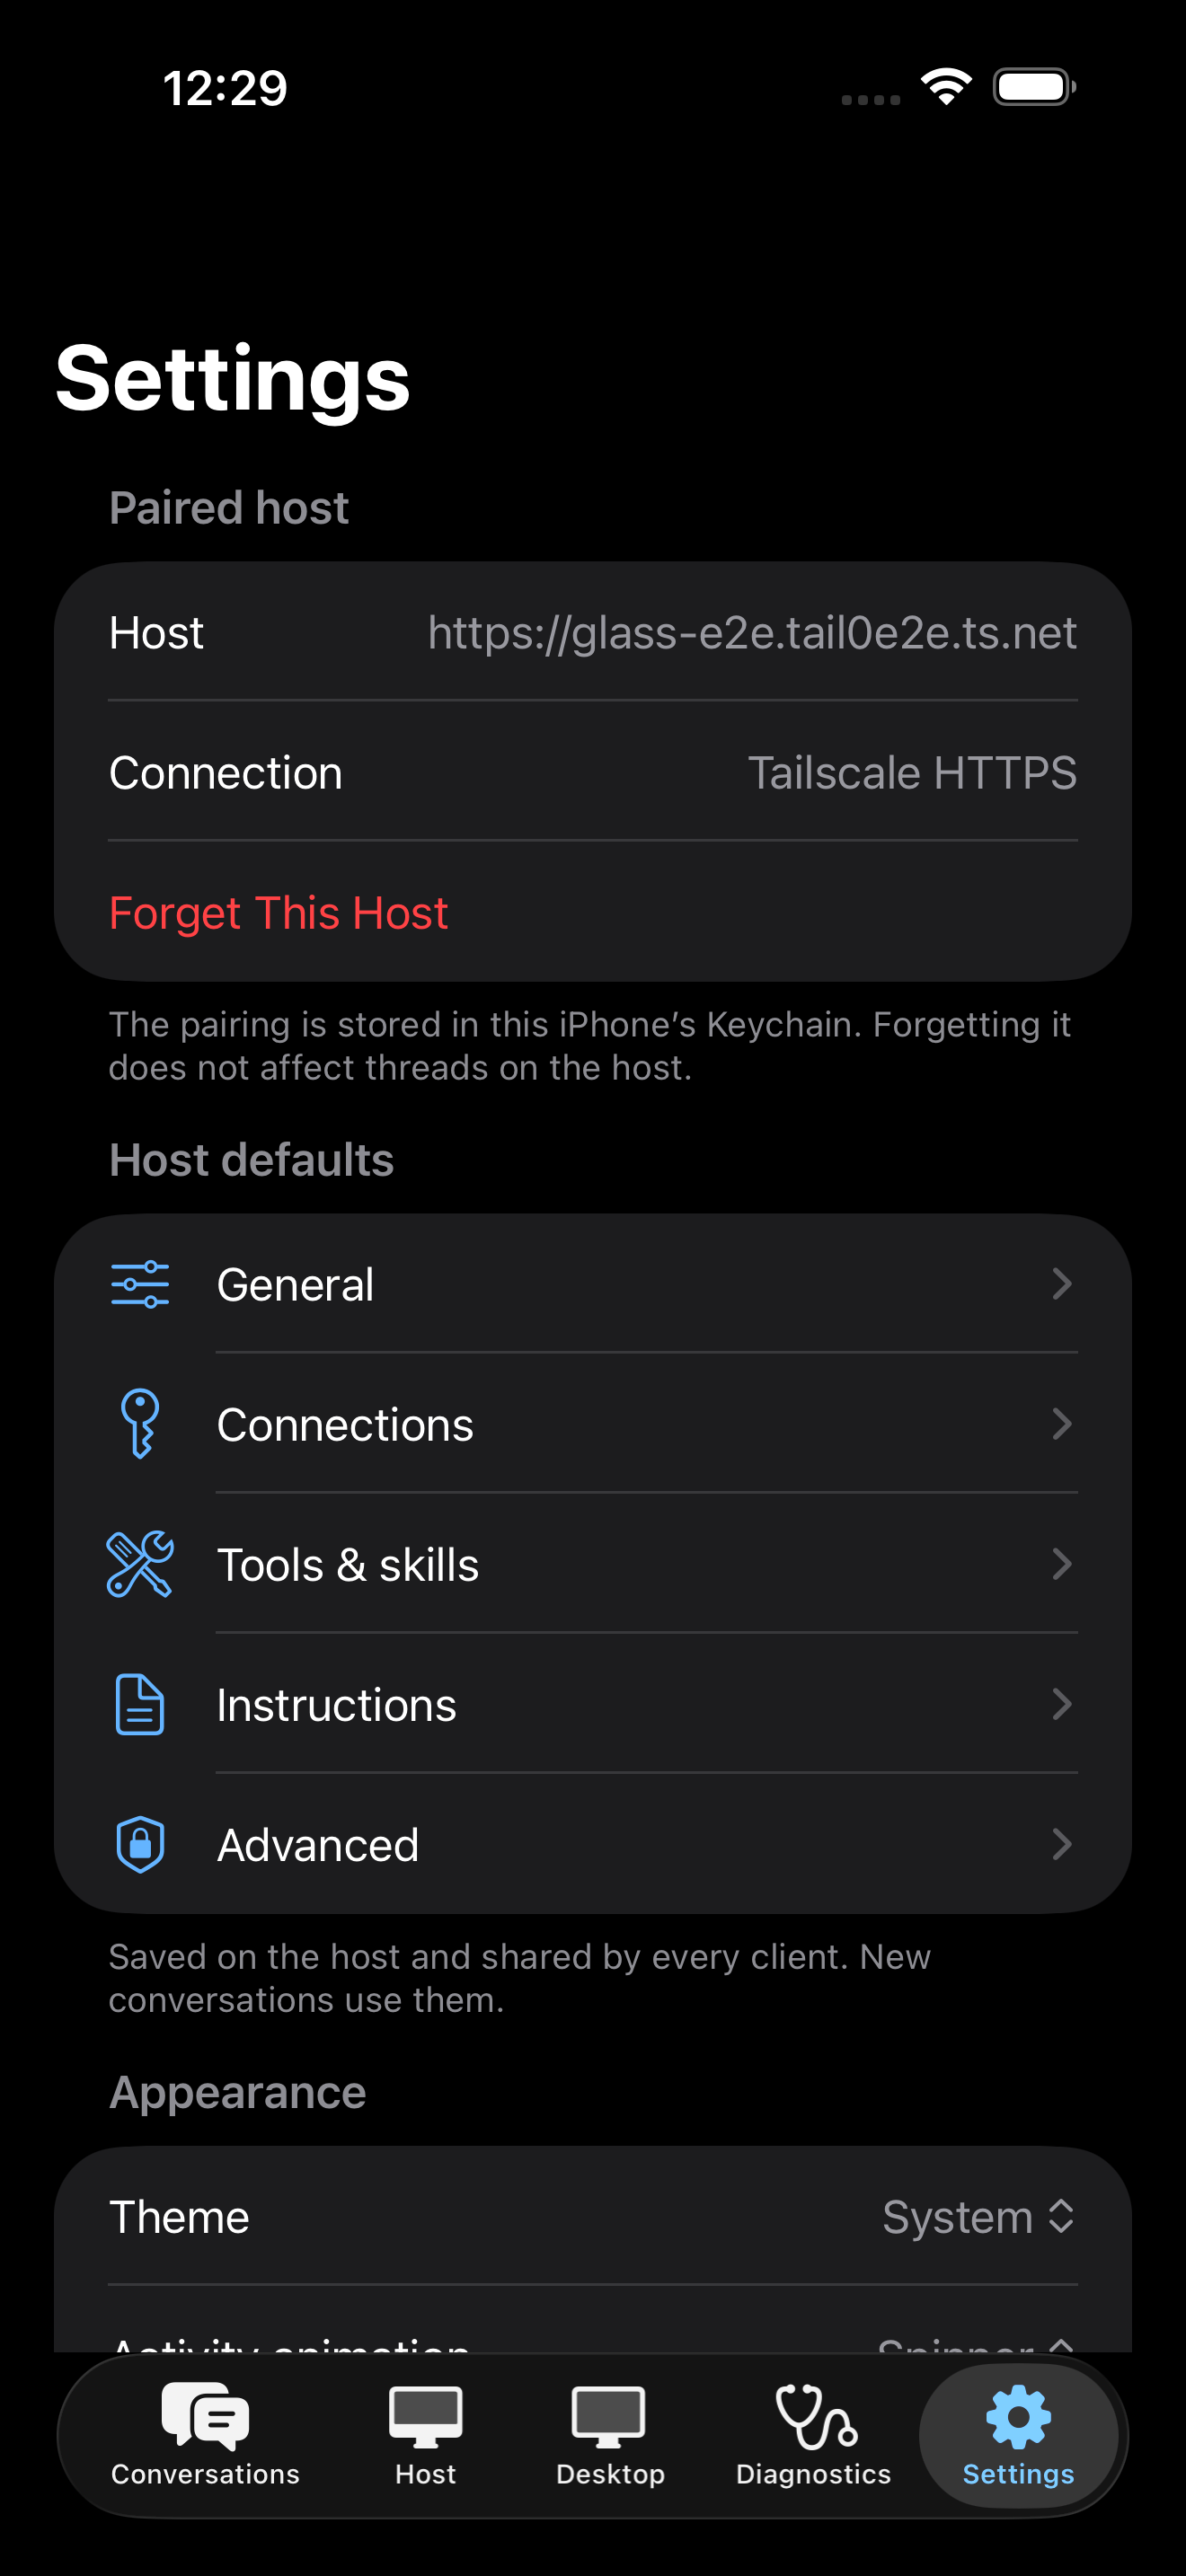 12:29
Settings
Paired host
Host https://glass-e2e.tail0e2e.ts.net
Connection Tailscale HTTPS
Forget This Host
The pairing is stored in this iPhone’s Keychain. Forgetting it
does not affect threads on the host.
Host defaults
General
Connections
Tools & skills
Instructions
Advanced
Saved on the host and shared by every client. New
conversations use them.
Appearance
Theme System
Activity animation Spinner
Conversations Host Desktop Diagnostics Settings